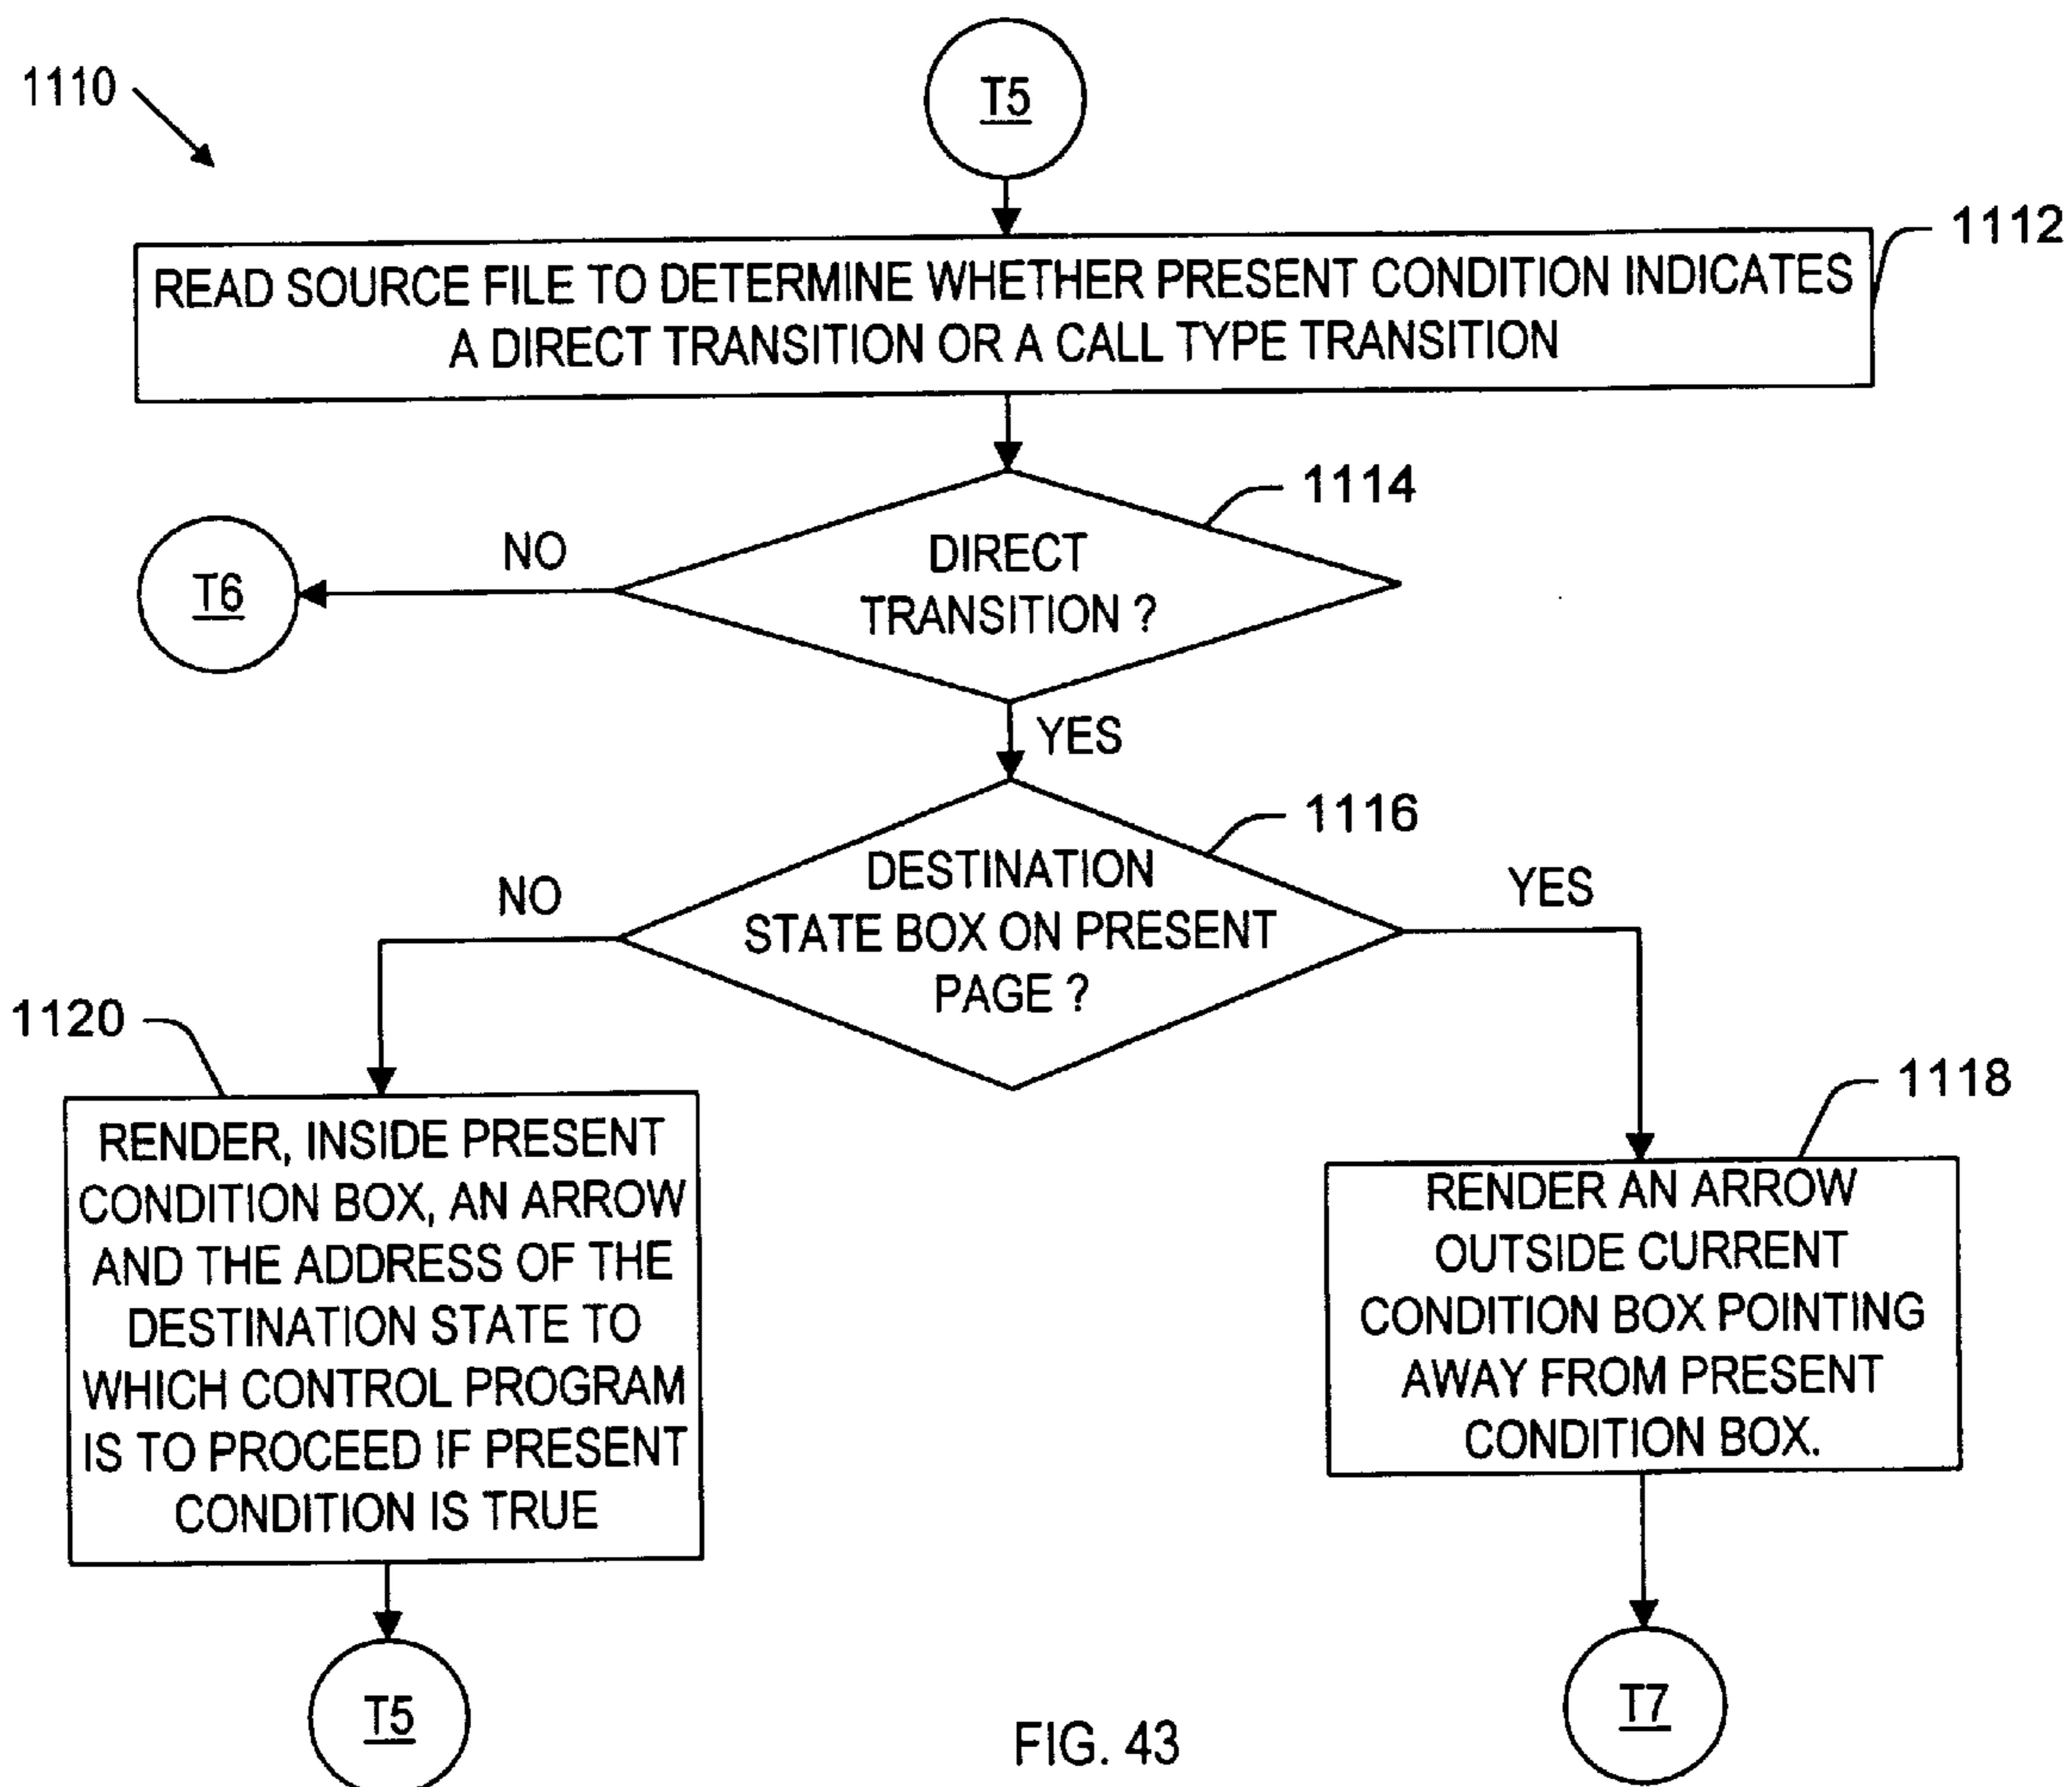 1110
T5
1112
READ SOURCE FILE TO DETERMINE WHETHER PRESENT CONDITION INDICATES
A DIRECT TRANSITION OR A CALL TYPE TRANSITION
1114
NO
DIRECT
TRANSITION ?
T6
YES
1116
DESTINATION
STATE BOX ON PRESENT
PAGE ?
NO
YES
1120
RENDER, INSIDE PRESENT
CONDITION BOX, AN ARROW
AND THE ADDRESS OF THE
DESTINATION STATE TO
WHICH CONTROL PROGRAM
IS TO PROCEED IF PRESENT
CONDITION IS TRUE
1118
RENDER AN ARROW
OUTSIDE CURRENT
CONDITION BOX POINTING
AWAY FROM PRESENT
CONDITION BOX.
T5
T7
FIG. 43